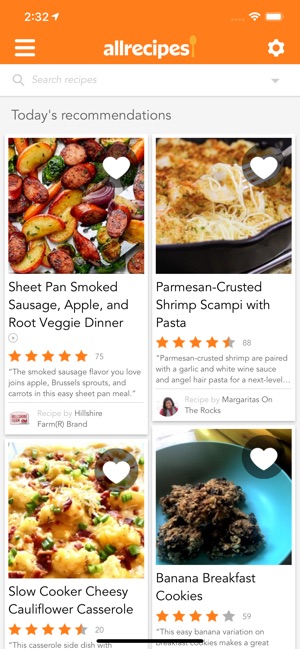 2:32
allrecipes
Search recipes
Today's recommendations
Sheet Pan Smoked
Sausage, Apple, and
Root Veggie Dinner
75
"The smoked sausage flavor you love
joins apple, Brussels sprouts, and
carrots in this easy sheet pan meal."
Recipe by Hillshire
Farm(R) Brand
Parmesan-Crusted
Shrimp Scampi with
Pasta
88
"Parmesan-crusted shrimp are paired
with a garlic and white wine sauce
and angel hair pasta for a next-level...
Recipe by Margaritas On
The Rocks
Slow Cooker Cheesy
Cauliflower Casserole
20
"This casserole side dish with
Banana Breakfast
Cookies
59
"This easy banana variation on
breakfast cookies makes a great